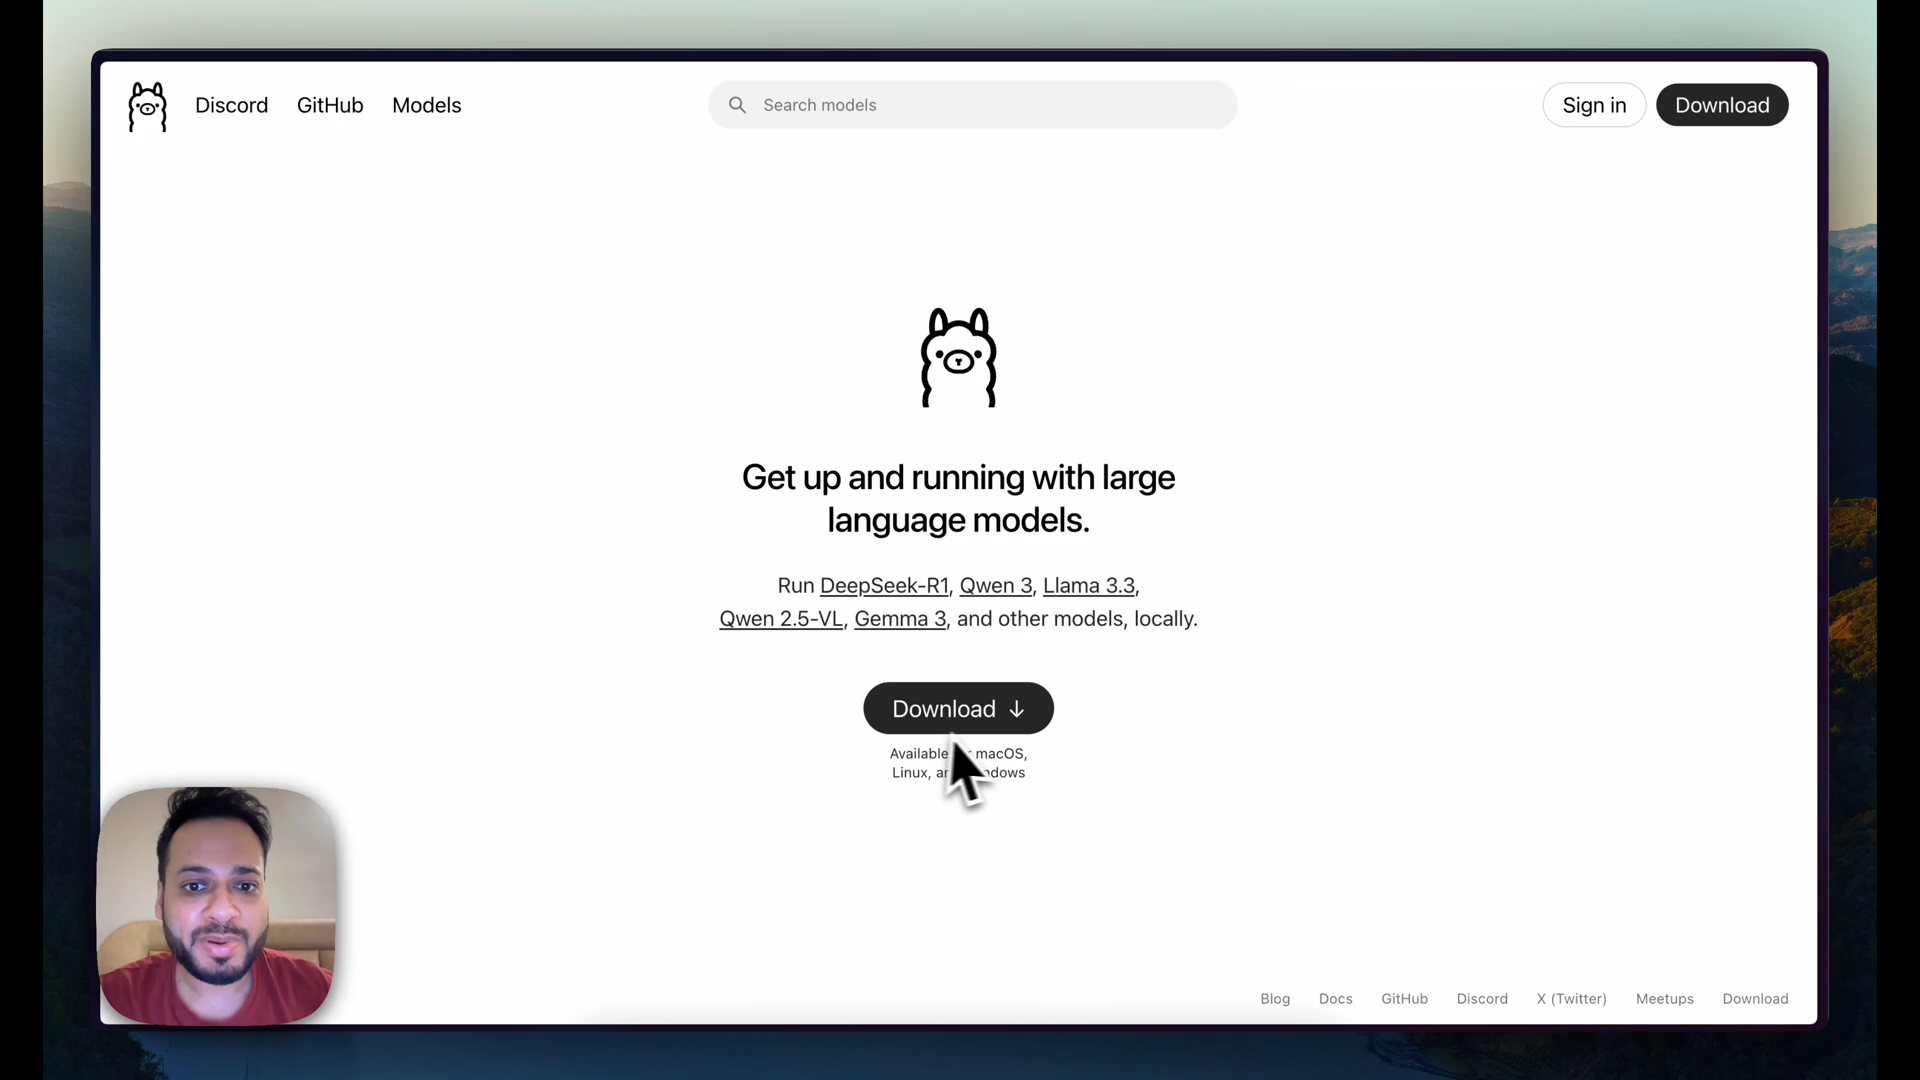 Discord GitHub Models
Search models
Sign in Download
Get up and running with large
language models.
Run DeepSeek-R1, Qwen 3, Llama 3.3,
Qwen 2.5-VL, Gemma 3, and other models, locally.
Download ↓
Available macOS,
Linux,
Blog Docs GitHub Discord X (Twitter) Meetups Download